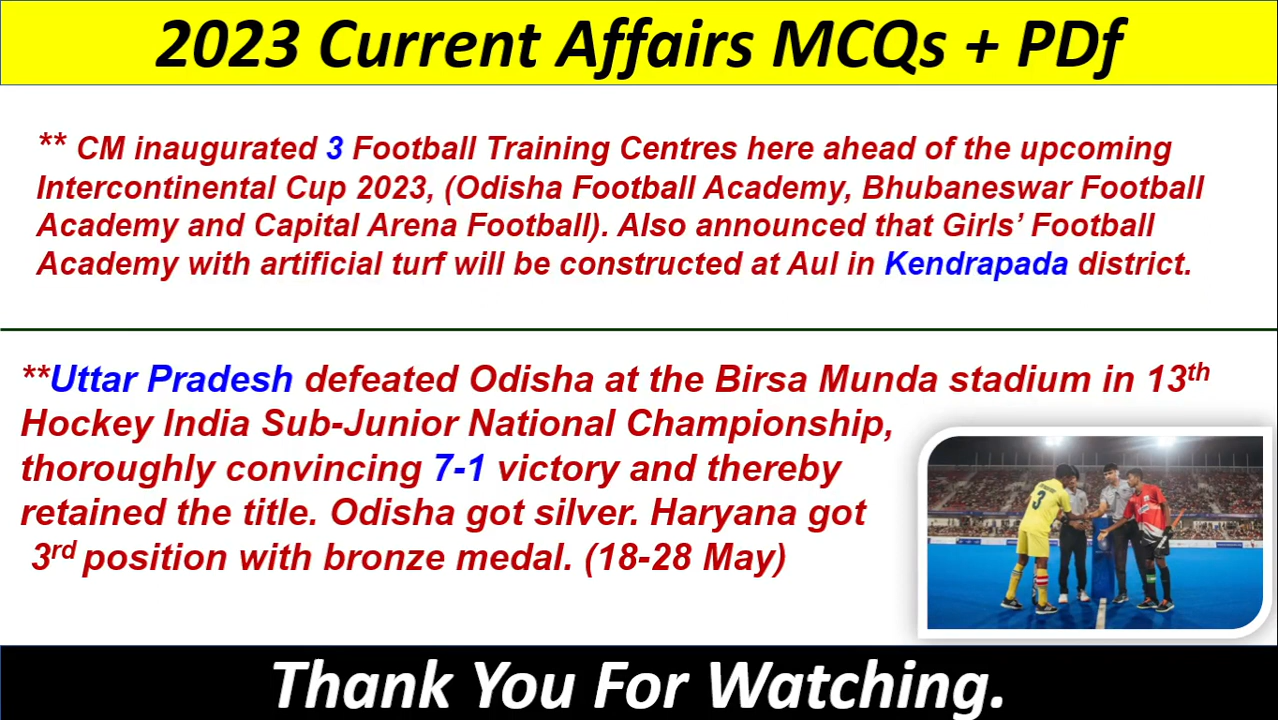 2023 Current Affairs MCQs + PDf
** CM inaugurated 3 Football Training Centres here ahead of the upcoming
Intercontinental Cup 2023, (Odisha Football Academy, Bhubaneswar Football
Academy and Capital Arena Football). Also announced that Girls’ Football
Academy with artificial turf will be constructed at Aul in Kendrapada district.
**Uttar Pradesh defeated Odisha at the Birsa Munda stadium in 13th
Hockey India Sub-Junior National Championship,
thoroughly convincing 7-1 victory and thereby
retained the title. Odisha got silver. Haryana got
3rd position with bronze medal. (18-28 May)
3
Thank You For Watching.